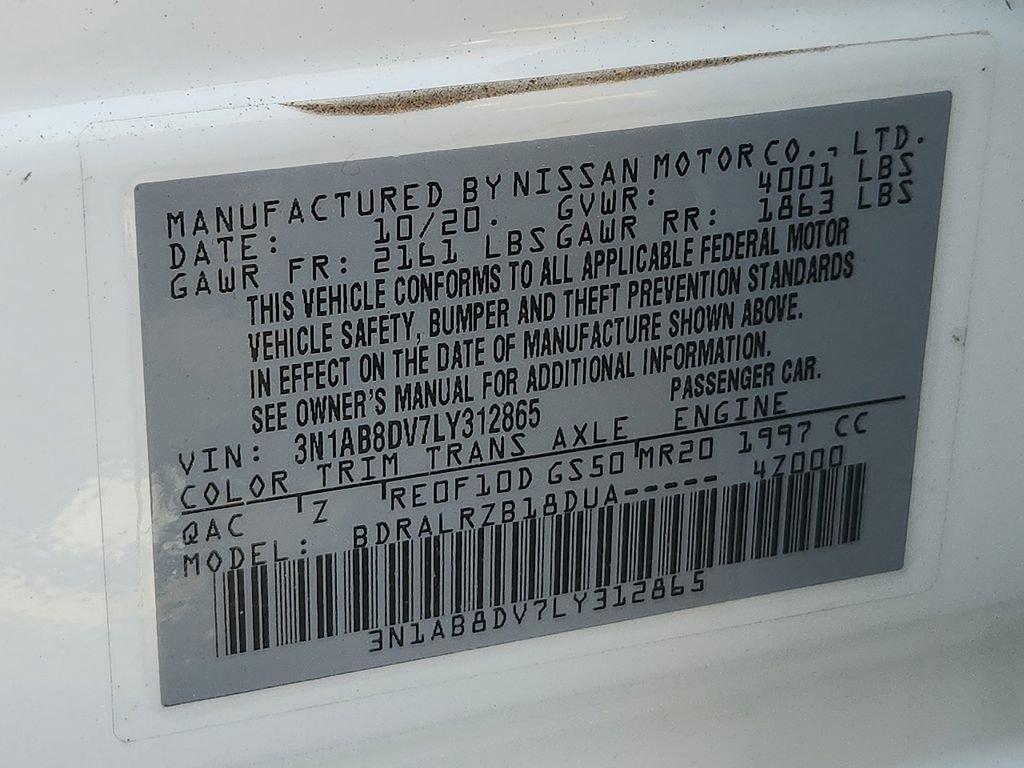 MANUFACTURED BY NISSAN MOTOR CO., LTD.
DATE: 10/20. GVWR: 4001 LBS
GAWR FR: 2161 LBS GAWR RR: 1863 LBS
THIS VEHICLE CONFORMS TO ALL APPLICABLE FEDERAL MOTOR
VEHICLE SAFETY, BUMPER AND THEFT PREVENTION STANDARDS
IN EFFECT ON THE DATE OF MANUFACTURE SHOWN ABOVE.
SEE OWNER'S MANUAL FOR ADDITIONAL INFORMATION.
VIN: 3N1AB8DV7LY312865 PASSENGER CAR.
COLOR TRIM TRANS AXLE ENGINE
QAC Z RE0F10D GS50 MR20 1997 CC
MODEL: BDRALRZB18DUA----- 4Z000
3N1AB8DV7LY312865